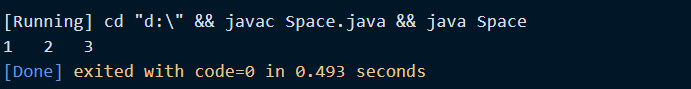 [Running] cd "d:\" && javac Space.java && java Space
1   2   3
[Done] exited with code=0 in 0.493 seconds